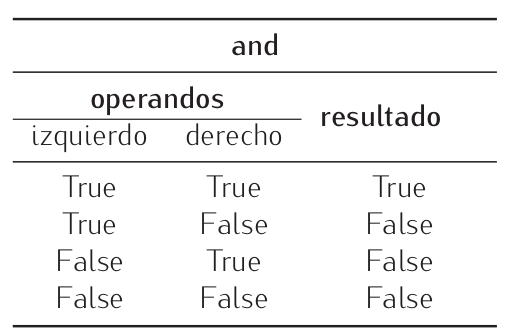 and
operandos resultado
izquierdo derecho
True True True
True False False
False True False
False False False